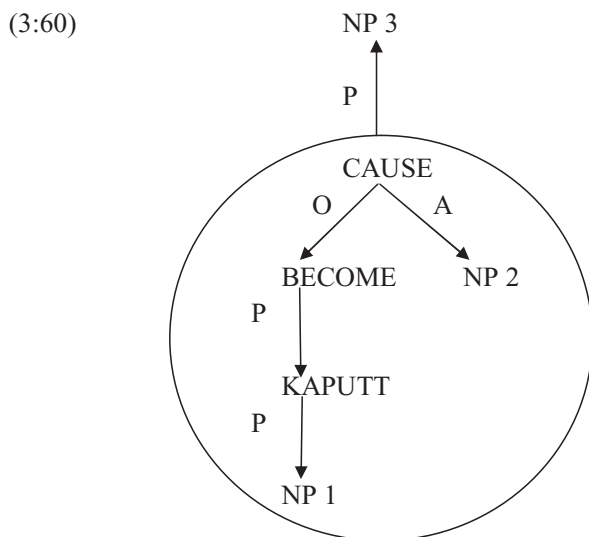 (3:60) NP 3
P
CAUSE
O A
BECOME NP 2
P
KAPUTT
P
NP 1